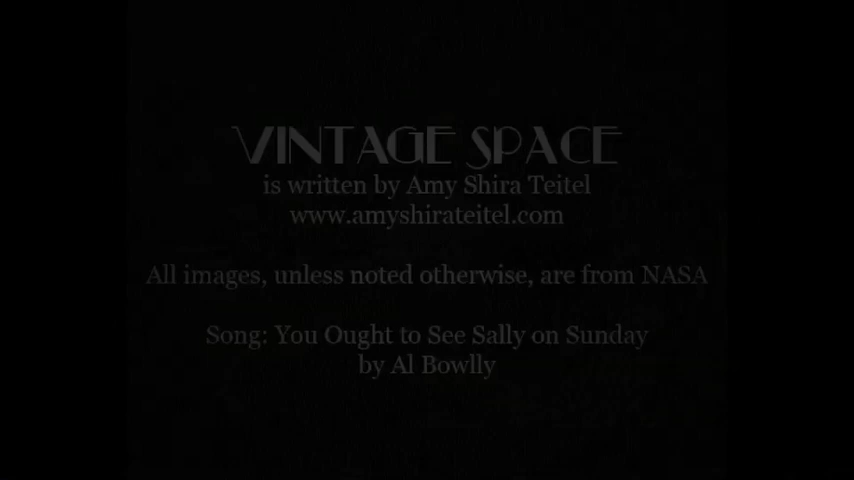 VINTAGE SPACE
is written by Amy Shira Teitel
www.amyshirateitel.com
All images, unless noted otherwise, are from NASA
Song: You Ought to See Sally on Sunday
by Al Bowlly